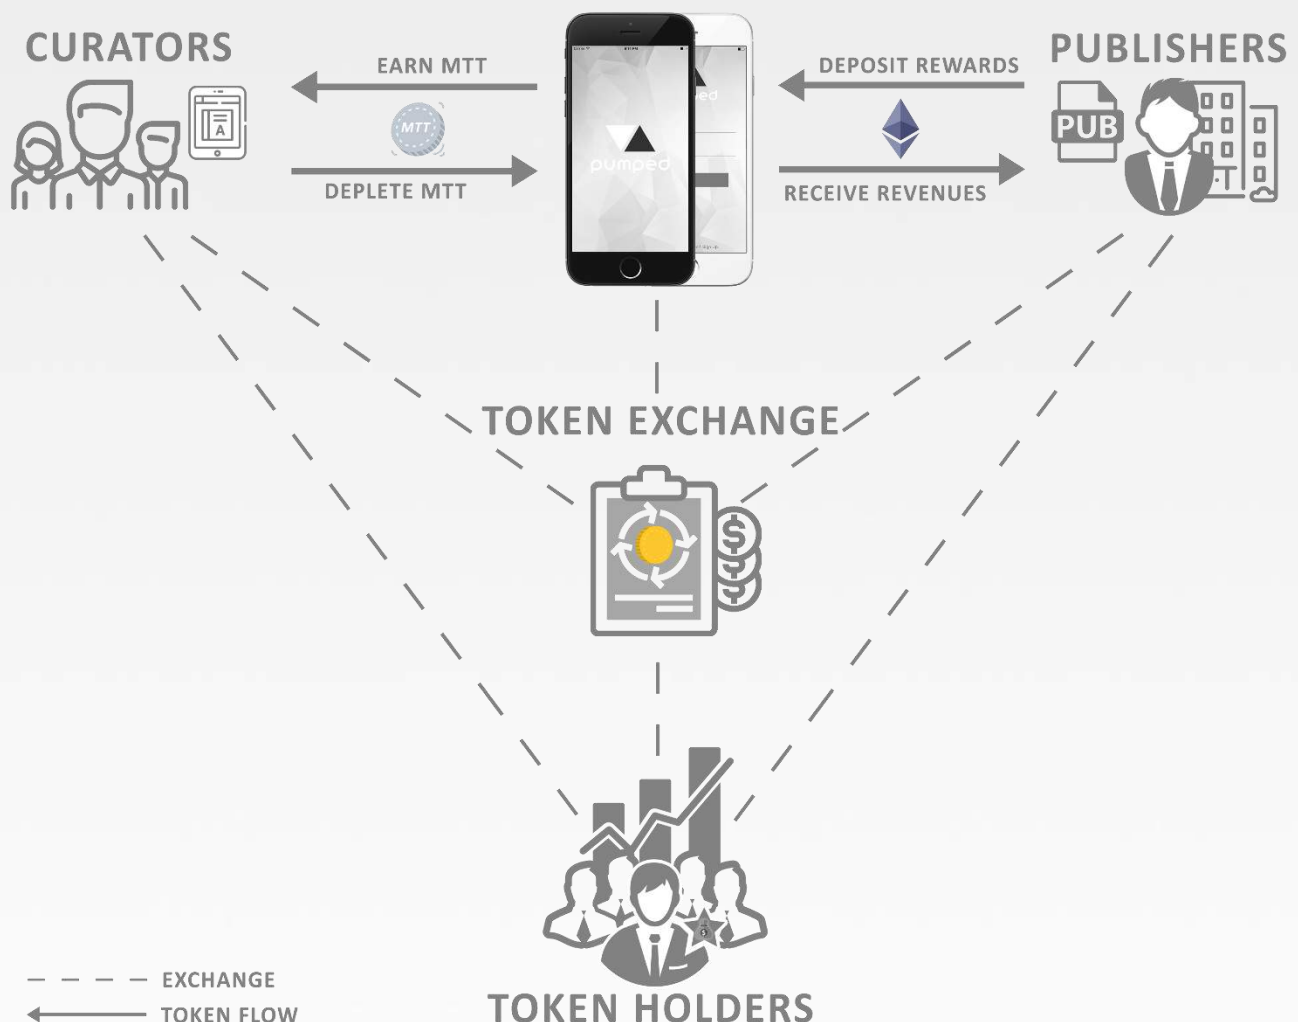 CURATORS
EARN MTT
MTT
DEPLETE MTT
pumped
ed
DEPOSIT REWARDS
RECEIVE REVENUES
PUBLISHERS
PUB
A
TOKEN EXCHANGE
$
$
$
TOKEN HOLDERS
EXCHANGE
TOKEN FLOW